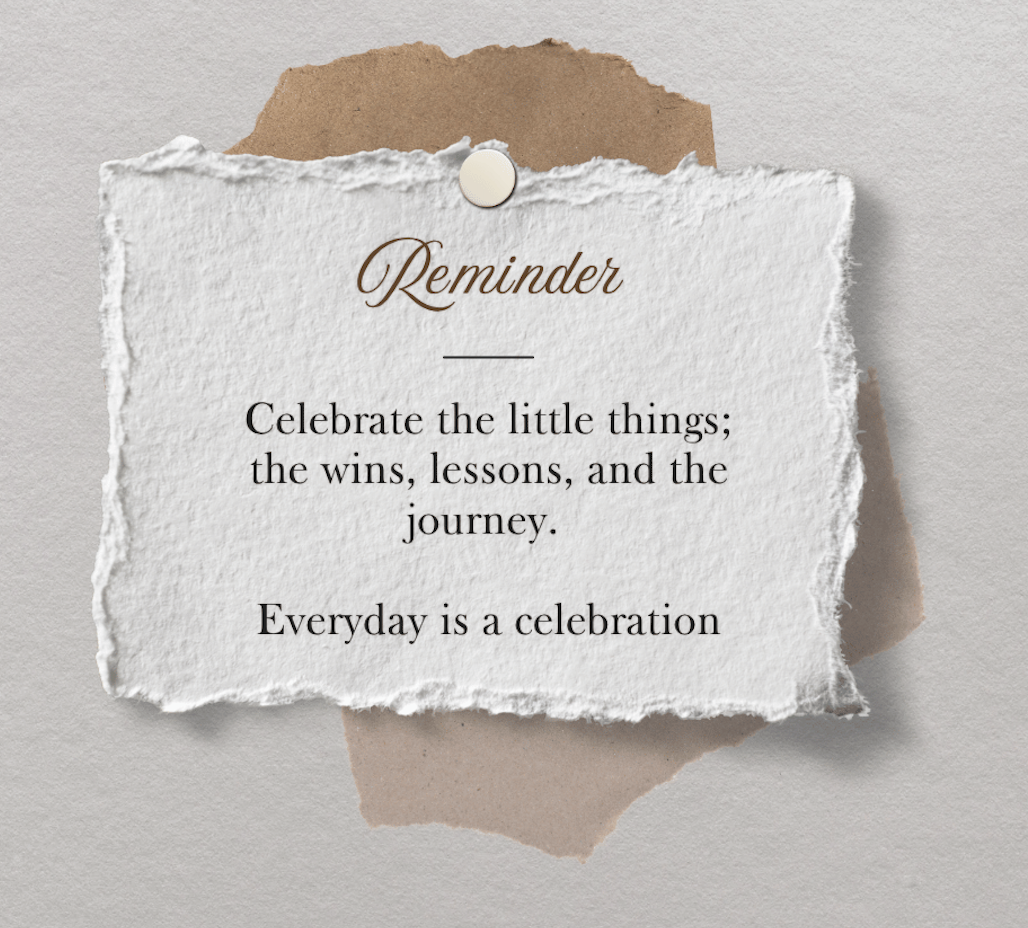 Reminder
Celebrate the little things;
the wins, lessons, and the
journey.
Everyday is a celebration